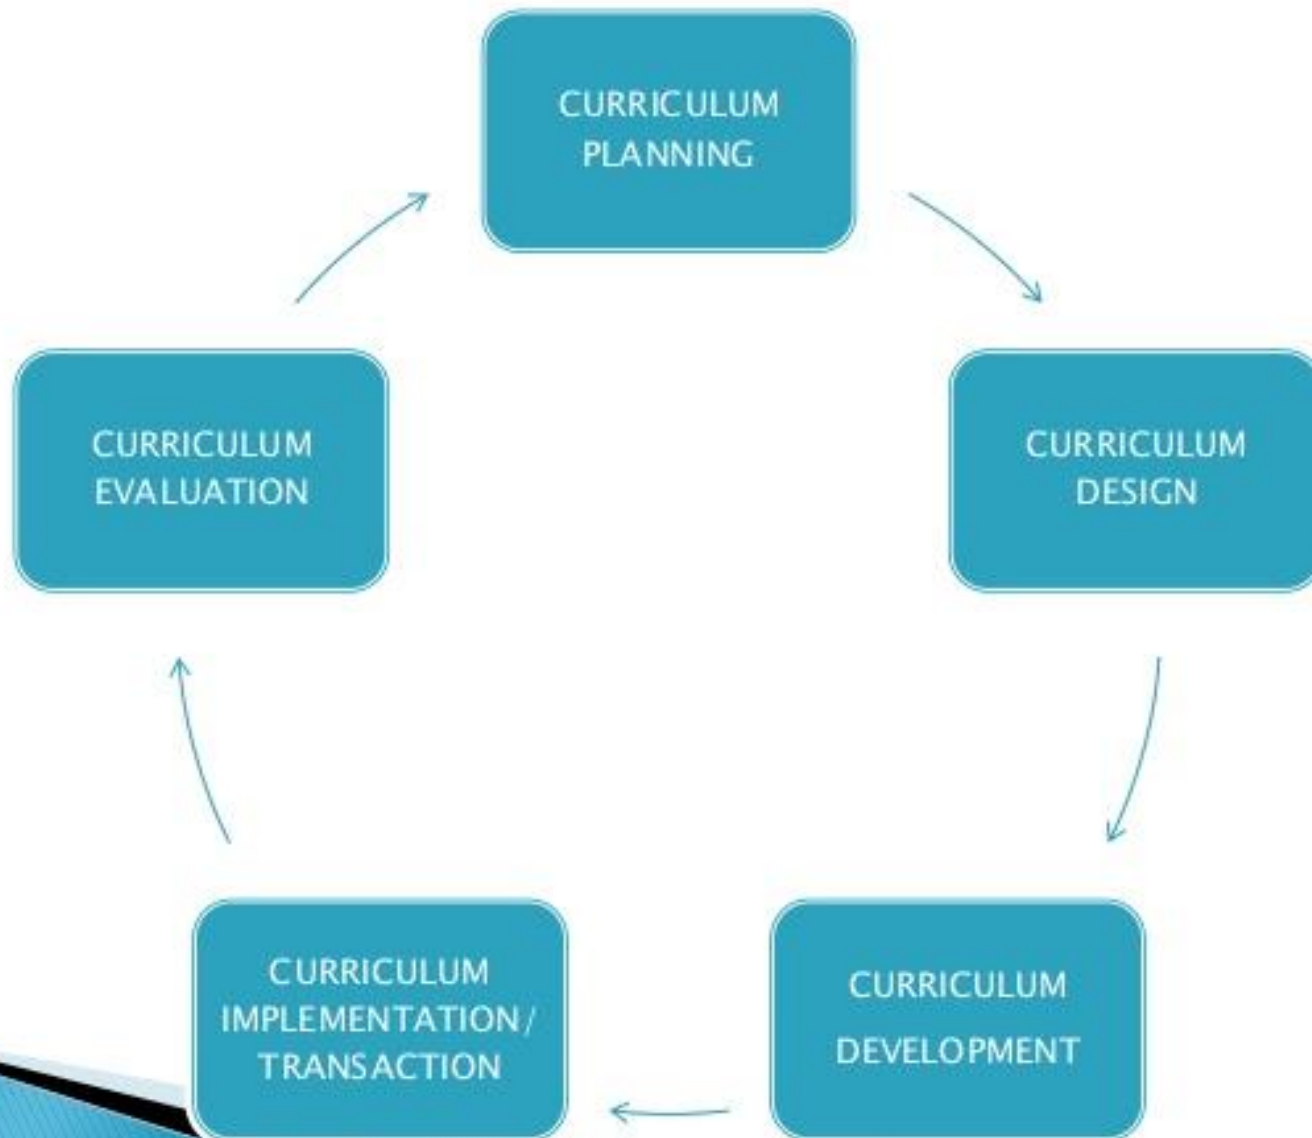 CURRICULUM
PLANNING
CURRICULUM
DESIGN
CURRICULUM
DEVELOPMENT
CURRICULUM
IMPLEMENTATION/
TRANSACTION
CURRICULUM
EVALUATION